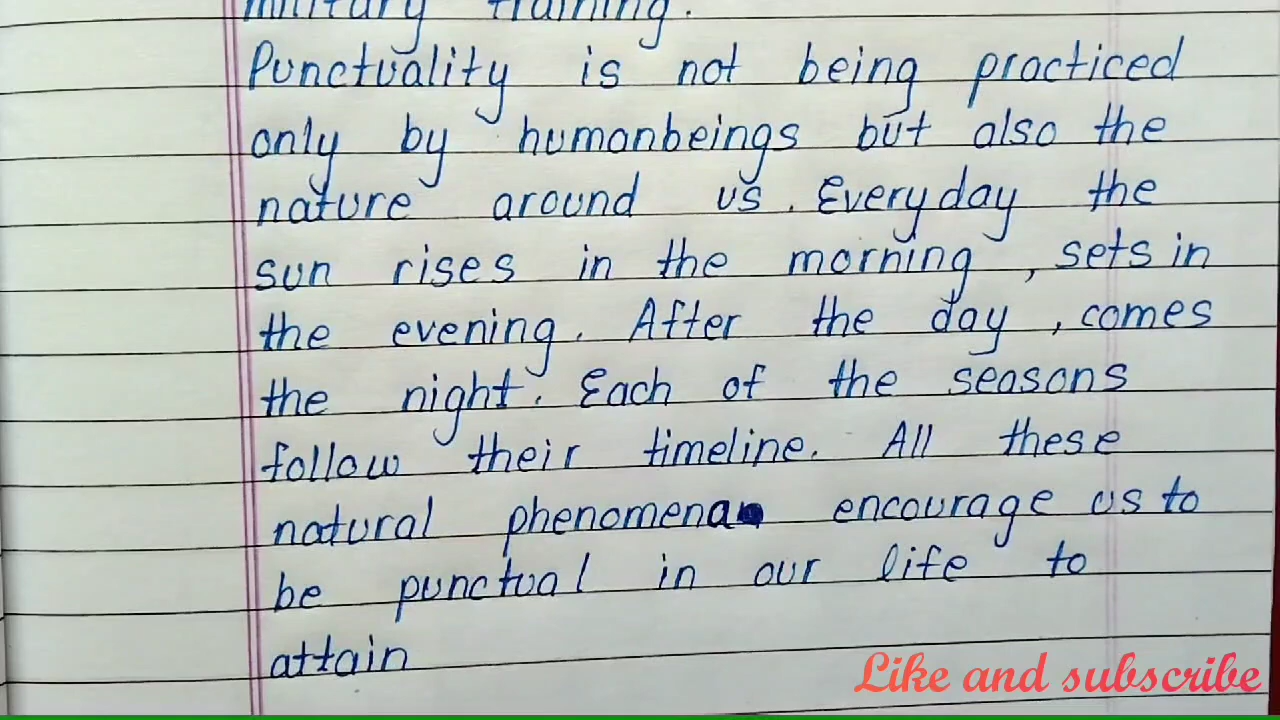 military training.
Punctuality is not being practiced
only by humanbeings but also the
nature around us. Everyday the
sun rises in the morning, sets in
the evening. After the day, comes
the night. Each of the seasons
follow their timeline. All these
natural phenomena encourage us to
be punctual in our life to
attain
Like and subscribe